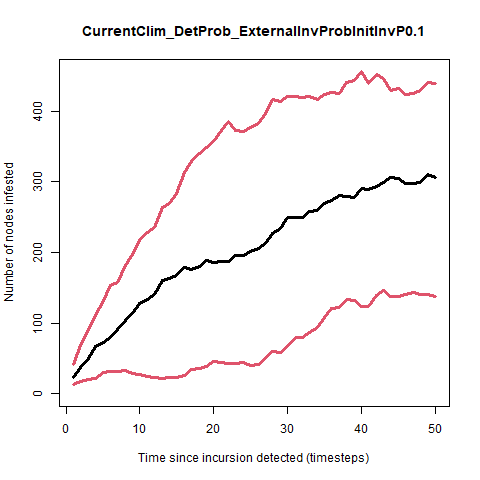 CurrentClim_DetProb_ExternalInvProbInitInvP0.1
Number of nodes infested
400
300
200
100
0
0 10 20 30 40 50
Time since incursion detected (timesteps)